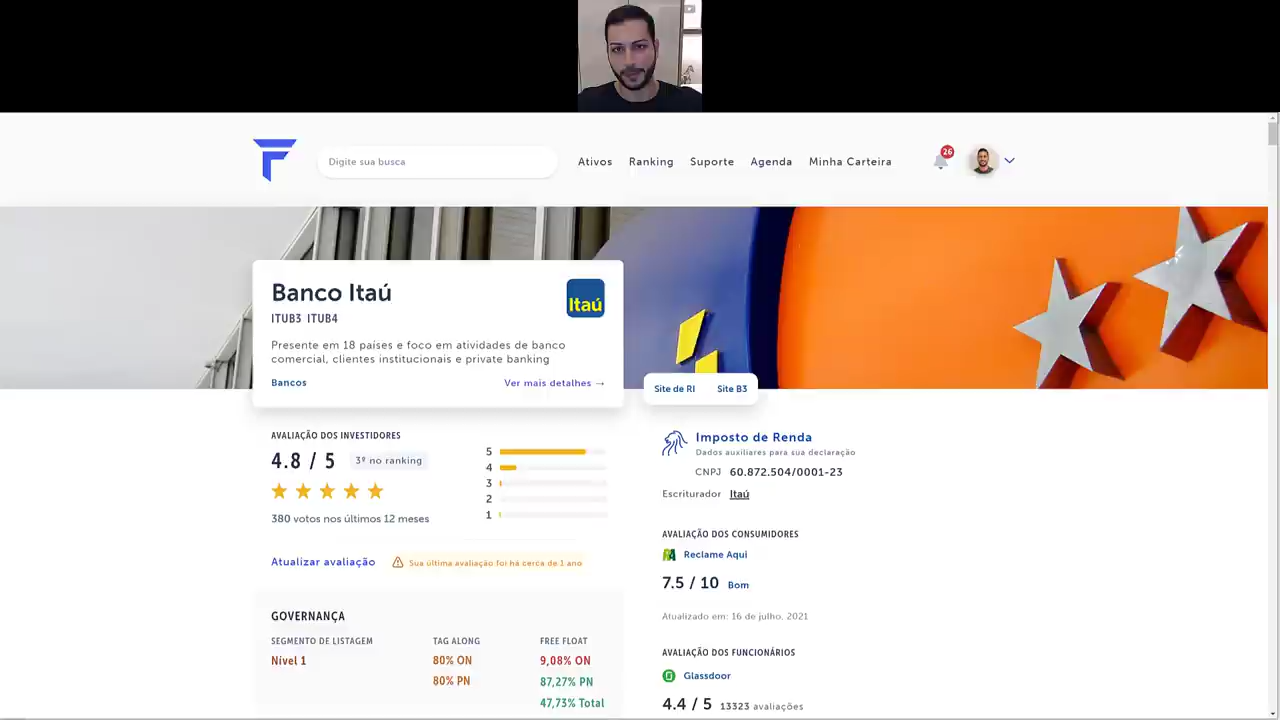 Digite sua busca
Ativos
Ranking
Suporte
Agenda
Minha Carteira
26
Banco Itaú
Itaú
ITUB3 ITUB4
Presente em 18 países e foco em atividades de banco
comercial, clientes institucionais e private banking
Bancos
Ver mais detalhes →
Site de RI
Site B3
AVALIAÇÃO DOS INVESTIDORES
4.8 / 5
3º no ranking
380 votos nos últimos 12 meses
5
4
3
2
1
Atualizar avaliação
Sua última avaliação foi há cerca de 1 ano
GOVERNANÇA
SEGMENTO DE LISTAGEM
TAG ALONG
FREE FLOAT
Nível 1
80% ON
9,08% ON
80% PN
87,27% PN
47,73% Total
Imposto de Renda
Dados auxiliares para sua declaração
CNPJ 60.872.504/0001-23
Escriturador Itaú
AVALIAÇÃO DOS CONSUMIDORES
Reclame Aqui
7.5 / 10 Bom
Atualizado em: 16 de julho, 2021
AVALIAÇÃO DOS FUNCIONÁRIOS
Glassdoor
4.4 / 5 13323 avaliações